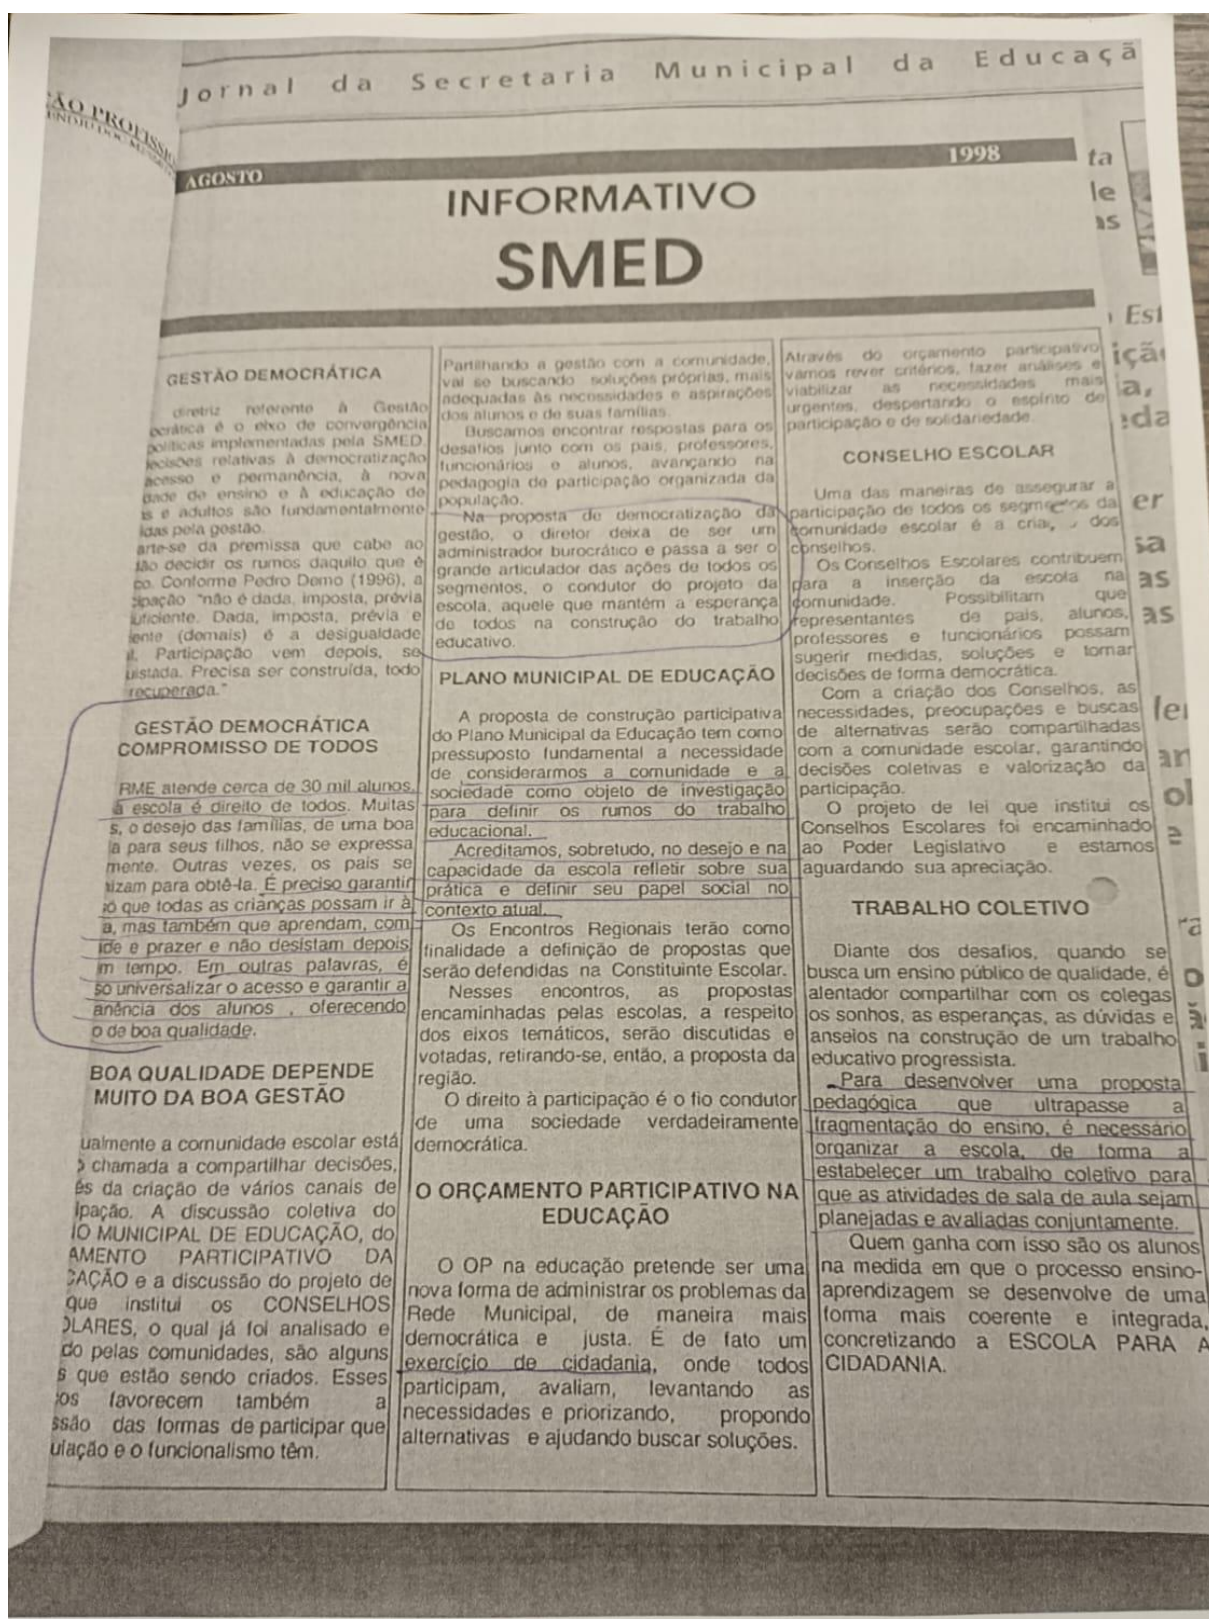 Jornal da Secretaria Municipal da Educaçã
ÃO PROFISSI
AGOSTO 1998
INFORMATIVO
SMED
GESTÃO DEMOCRÁTICA
diretriz referente à Gestão
ocrática é o eixo de convergência
políticas implementadas pela SMED.
decisões relativas à democratização
acesso e permanência, à nova
dade de ensino e à educação de
s e adultos são fundamentalmente
idas pela gestão.
arte-se da premissa que cabe ao
dão decidir os rumos daquilo que é
co. Conforme Pedro Demo (1996), a
cipação "não é dada, imposta, prévia
uficiente. Dada, imposta, prévia e
iente (demais) é a desigualdade
l. Participação vem depois, se
uistada. Precisa ser construída, todo
recuperada."
GESTÃO DEMOCRÁTICA
COMPROMISSO DE TODOS
RME atende cerca de 30 mil alunos,
à escola é direito de todos. Muitas
s, o desejo das famílias, de uma boa
a para seus filhos, não se expressa
mente. Outras vezes, os pais se
nizam para obtê-la. É preciso garantir
só que todas as crianças possam ir à
a, mas também que aprendam, com
ide e prazer e não desistam depois
m tempo. Em outras palavras, é
so universalizar o acesso e garantir a
anência dos alunos , oferecendo
o de boa qualidade.
BOA QUALIDADE DEPENDE
MUITO DA BOA GESTÃO
ualmente a comunidade escolar está
o chamada a compartilhar decisões,
és da criação de vários canais de
ipação. A discussão coletiva do
IO MUNICIPAL DE EDUCAÇÃO, do
AMENTO PARTICIPATIVO DA
CAÇÃO e a discussão do projeto de
que institui os CONSELHOS
OLARES, o qual já foi analisado e
do pelas comunidades, são alguns
s que estão sendo criados. Esses
ços favorecem também a
ssão das formas de participar que
ulação e o funcionalismo têm.
Partilhando a gestão com a comunidade,
vai se buscando soluções próprias, mais
adequadas às necessidades e aspirações
dos alunos e de suas famílias.
Buscamos encontrar respostas para os
desafios junto com os pais, professores,
funcionários e alunos, avançando na
pedagogia de participação organizada da
população.
Na proposta de democratização da
gestão, o diretor deixa de ser um
administrador burocrático e passa a ser o
grande articulador das ações de todos os
segmentos, o condutor do projeto da
escola, aquele que mantém a esperança
de todos na construção do trabalho
educativo.
PLANO MUNICIPAL DE EDUCAÇÃO
A proposta de construção participativa
do Plano Municipal da Educação tem como
pressuposto fundamental a necessidade
de considerarmos a comunidade e a
sociedade como objeto de investigação
para definir os rumos do trabalho
educacional.
Acreditamos, sobretudo, no desejo e na
capacidade da escola refletir sobre sua
prática e definir seu papel social no
contexto atual.
Os Encontros Regionais terão como
finalidade a definição de propostas que
serão defendidas na Constituinte Escolar.
Nesses encontros, as propostas
encaminhadas pelas escolas, a respeito
dos eixos temáticos, serão discutidas e
votadas, retirando-se, então, a proposta da
região.
O direito à participação é o fio condutor
de uma sociedade verdadeiramente
democrática.
O ORÇAMENTO PARTICIPATIVO NA
EDUCAÇÃO
O OP na educação pretende ser uma
nova forma de administrar os problemas da
Rede Municipal, de maneira mais
democrática e justa. É de fato um
exercício de cidadania, onde todos
participam, avaliam, levantando as
necessidades e priorizando, propondo
alternativas e ajudando buscar soluções.
Através do orçamento participativo
vamos rever critérios, fazer análises e
viabilizar as necessidades mais
urgentes, despertando o espírito de
participação e de solidariedade.
CONSELHO ESCOLAR
Uma das maneiras de assegurar a
participação de todos os segmentos da
comunidade escolar é a dos
conselhos.
Os Conselhos Escolares contribuem
para a inserção da escola na
comunidade. Possibilitam que
representantes de pais, alunos,
professores e funcionários possam
sugerir medidas, soluções e tomar
decisões de forma democrática.
Com a criação dos Conselhos, as
necessidades, preocupações e buscas
de alternativas serão compartilhadas
com a comunidade escolar, garantindo
decisões coletivas e valorização da
participação.
O projeto de lei que institui os
Conselhos Escolares foi encaminhado
ao Poder Legislativo e estamos
aguardando sua apreciação.
TRABALHO COLETIVO
Diante dos desafios, quando se
busca um ensino público de qualidade, é
alentador compartilhar com os colegas
os sonhos, as esperanças, as dúvidas e
anseios na construção de um trabalho
educativo progressista.
Para desenvolver uma proposta
pedagógica que ultrapasse a
fragmentação do ensino, é necessário
organizar a escola, de forma a
estabelecer um trabalho coletivo para
que as atividades de sala de aula sejam
planejadas e avaliadas conjuntamente.
Quem ganha com isso são os alunos
na medida em que o processo ensino-
aprendizagem se desenvolve de uma
forma mais coerente e integrada,
concretizando a ESCOLA PARA A
CIDADANIA.
ta
le
as
Est
ição
ia,
eda
er
sa
as
as
lei
an
ol
ra